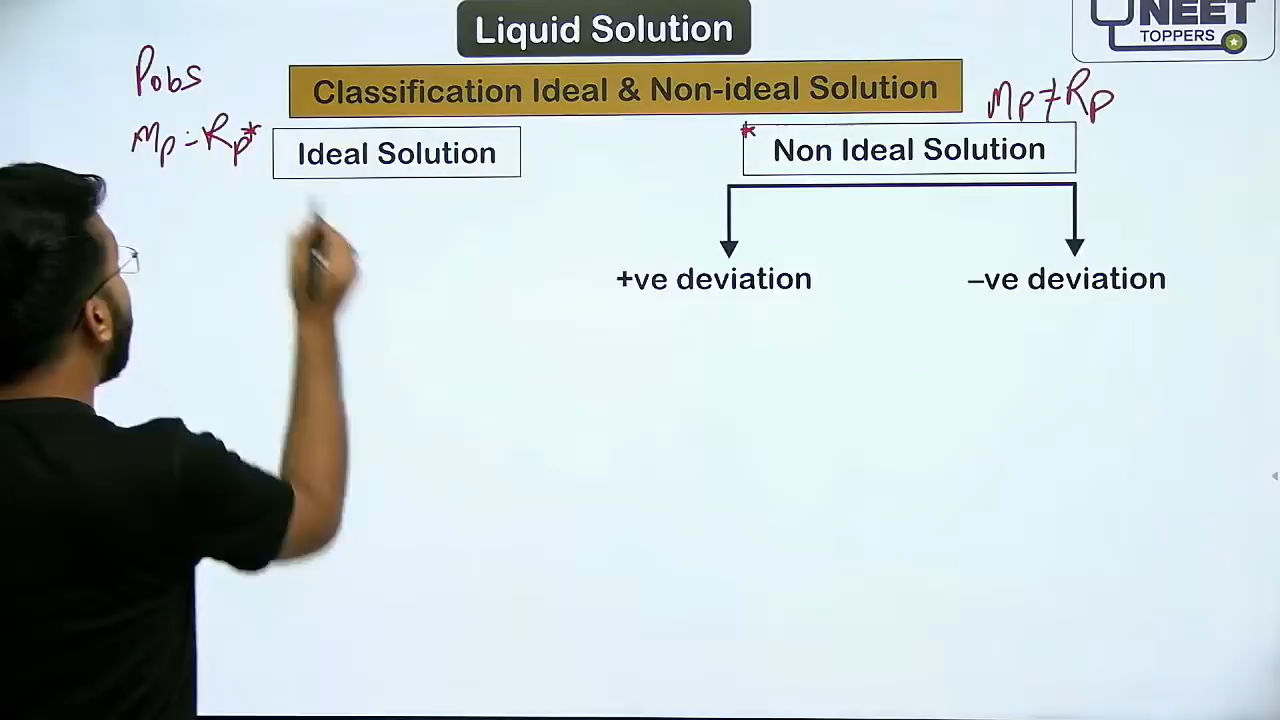 Liquid Solution
NEET
TOPPERS
Pobs
Classification Ideal & Non-ideal Solution
Mp ≠ Rp
Mp = Rp*
Ideal Solution
* Non Ideal Solution
+ve deviation
–ve deviation